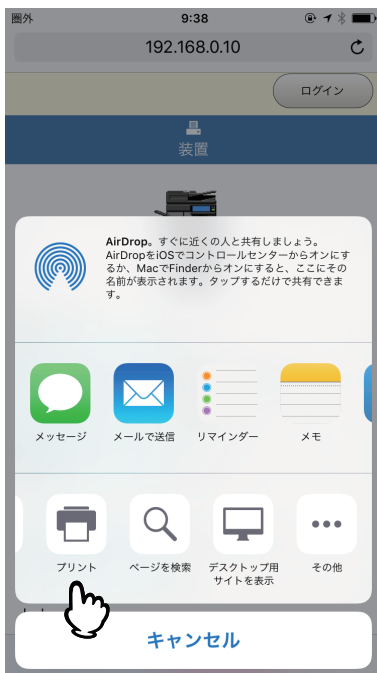 圏外 9:38
192.168.0.10
ログイン
装置
AirDrop。すぐに近くの人と共有しましょう。
AirDropをiOSでコントロールセンターからオンにす
るか、MacでFinderからオンにすると、ここにその
名前が表示されます。タップするだけで共有できま
す。
メッセージ メールで送信 リマインダー メモ
プリント ページを検索 デスクトップ用 その他
サイトを表示
キャンセル